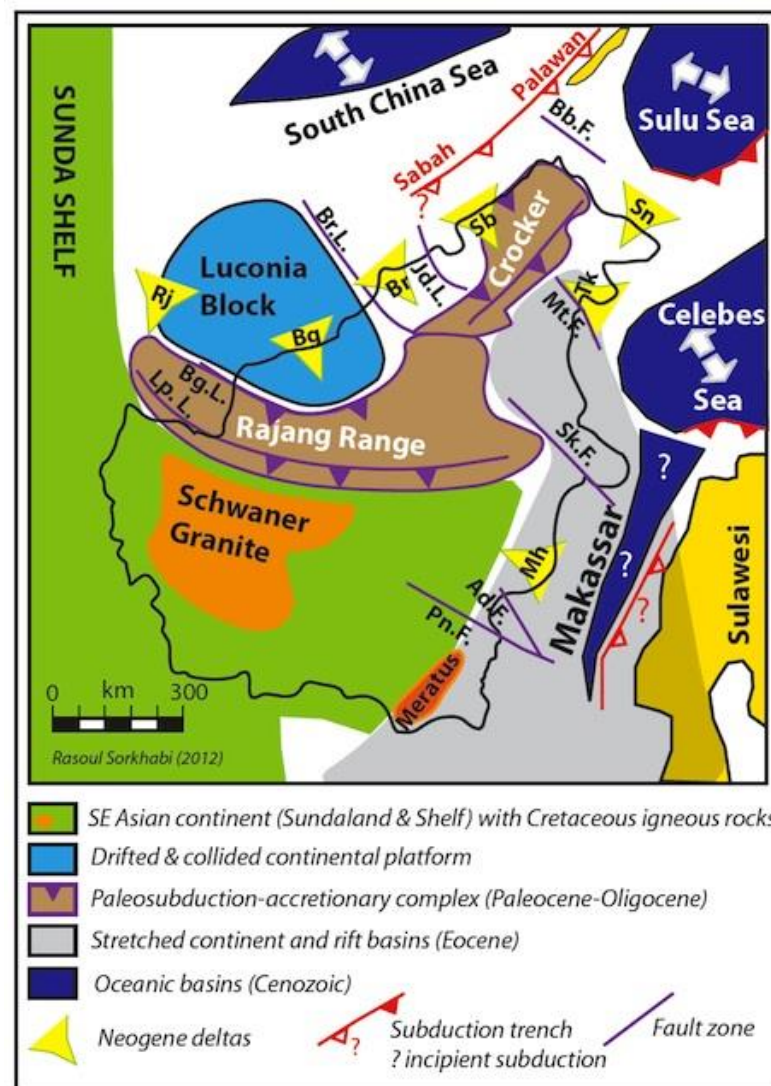 SUNDA SHELF
South China Sea
Palawan
Sabah
?
Bb.F.
Sulu Sea
Br.L.
Jd.L.
Sb
Crocker
Sn
Luconia
Block
Rj
Br
Bg
Tk
Mt.F.
Celebes
Sea
Bg.L.
Lp. L.
Rajang Range
Sk.F.
Schwaner
Granite
Mh
Ad.F.
Pn.F.
Makassar
?
?
?
Sulawesi
Meratus
0 km 300
Rasoul Sorkhabi (2012)
SE Asian continent (Sundaland & Shelf) with Cretaceous igneous rocks
Drifted & collided continental platform
Paleosubduction-accretionary complex (Paleocene-Oligocene)
Stretched continent and rift basins (Eocene)
Oceanic basins (Cenozoic)
Neogene deltas
?
Subduction trench
? incipient subduction
Fault zone